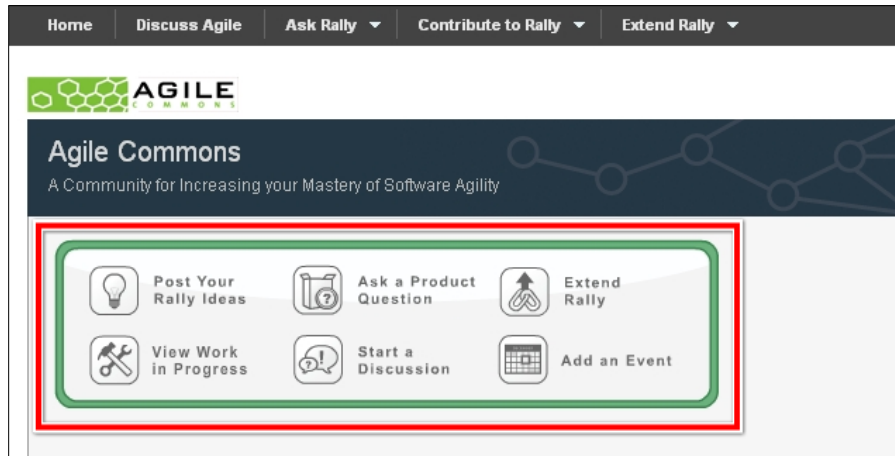 Home Discuss Agile Ask Rally Contribute to Rally Extend Rally
AGILE
COMMONS
Agile Commons
A Community for Increasing your Mastery of Software Agility
Post Your
Rally Ideas
Ask a Product
Question
Extend
Rally
View Work
in Progress
Start a
Discussion
Add an Event